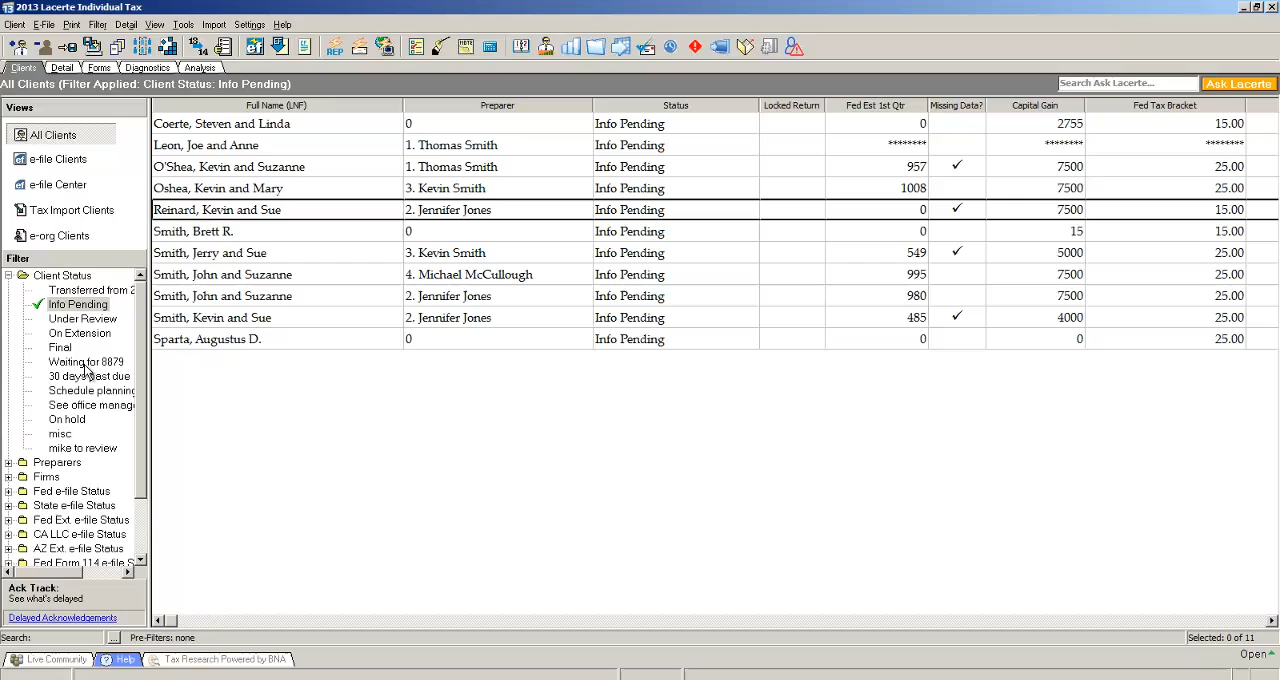 2013 Lacerte Individual Tax
Client E-File Print Filter Detail View Tools Import Settings Help
Clients Detail Forms Diagnostics Analysis
All Clients (Filter Applied: Client Status: Info Pending) Search Ask Lacerte... Ask Lacerte
Views
All Clients
e-file Clients
e-file Center
Tax Import Clients
e-org Clients
Filter
Client Status
Transferred from 2
Info Pending
Under Review
On Extension
Final
Waiting for 8879
30 days past due
Schedule planning
See office manag
On hold
misc
mike to review
Preparers
Firms
Fed e-file Status
State e-file Status
Fed Ext. e-file Status
CA LLC e-file Status
AZ Ext. e-file Status
Fed Form 114 e-file S
Ack Track:
See what's delayed
Delayed Acknowledgements
Full Name (LNF) Preparer Status Locked Return Fed Est 1st Qtr Missing Data? Capital Gain Fed Tax Bracket
Coerte, Steven and Linda 0 Info Pending 0 2755 15.00
Leon, Joe and Anne 1. Thomas Smith Info Pending ******** ******** ********
O'Shea, Kevin and Suzanne 1. Thomas Smith Info Pending 957 ✓ 7500 25.00
Oshea, Kevin and Mary 3. Kevin Smith Info Pending 1008 7500 25.00
Reinard, Kevin and Sue 2. Jennifer Jones Info Pending 0 ✓ 7500 15.00
Smith, Brett R. 0 Info Pending 0 15 15.00
Smith, Jerry and Sue 3. Kevin Smith Info Pending 549 ✓ 5000 25.00
Smith, John and Suzanne 4. Michael McCullough Info Pending 995 7500 25.00
Smith, John and Suzanne 2. Jennifer Jones Info Pending 980 7500 25.00
Smith, Kevin and Sue 2. Jennifer Jones Info Pending 485 ✓ 4000 25.00
Sparta, Augustus D. 0 Info Pending 0 0 25.00
Search: ... Pre-Filters: none Selected: 0 of 11
Live Community Help Tax Research Powered by BNA Open